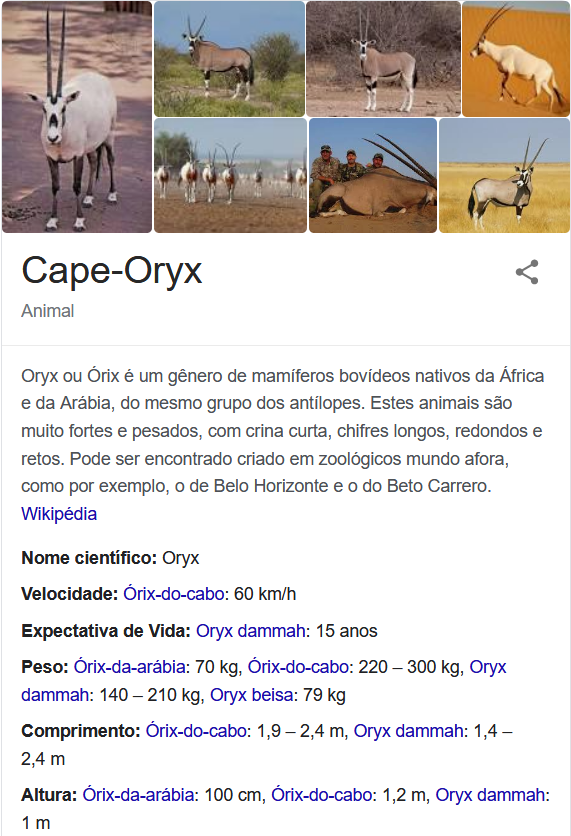 Cape-Oryx
Animal
Oryx ou Órix é um gênero de mamíferos bovídeos nativos da África
e da Arábia, do mesmo grupo dos antílopes. Estes animais são
muito fortes e pesados, com crina curta, chifres longos, redondos e
retos. Pode ser encontrado criado em zoológicos mundo afora,
como por exemplo, o de Belo Horizonte e o do Beto Carrero.
Wikipédia
Nome científico: Oryx
Velocidade: Órix-do-cabo: 60 km/h
Expectativa de Vida: Oryx dammah: 15 anos
Peso: Órix-da-arábia: 70 kg, Órix-do-cabo: 220 – 300 kg, Oryx
dammah: 140 – 210 kg, Oryx beisa: 79 kg
Comprimento: Órix-do-cabo: 1,9 – 2,4 m, Oryx dammah: 1,4 –
2,4 m
Altura: Órix-da-arábia: 100 cm, Órix-do-cabo: 1,2 m, Oryx dammah:
1 m